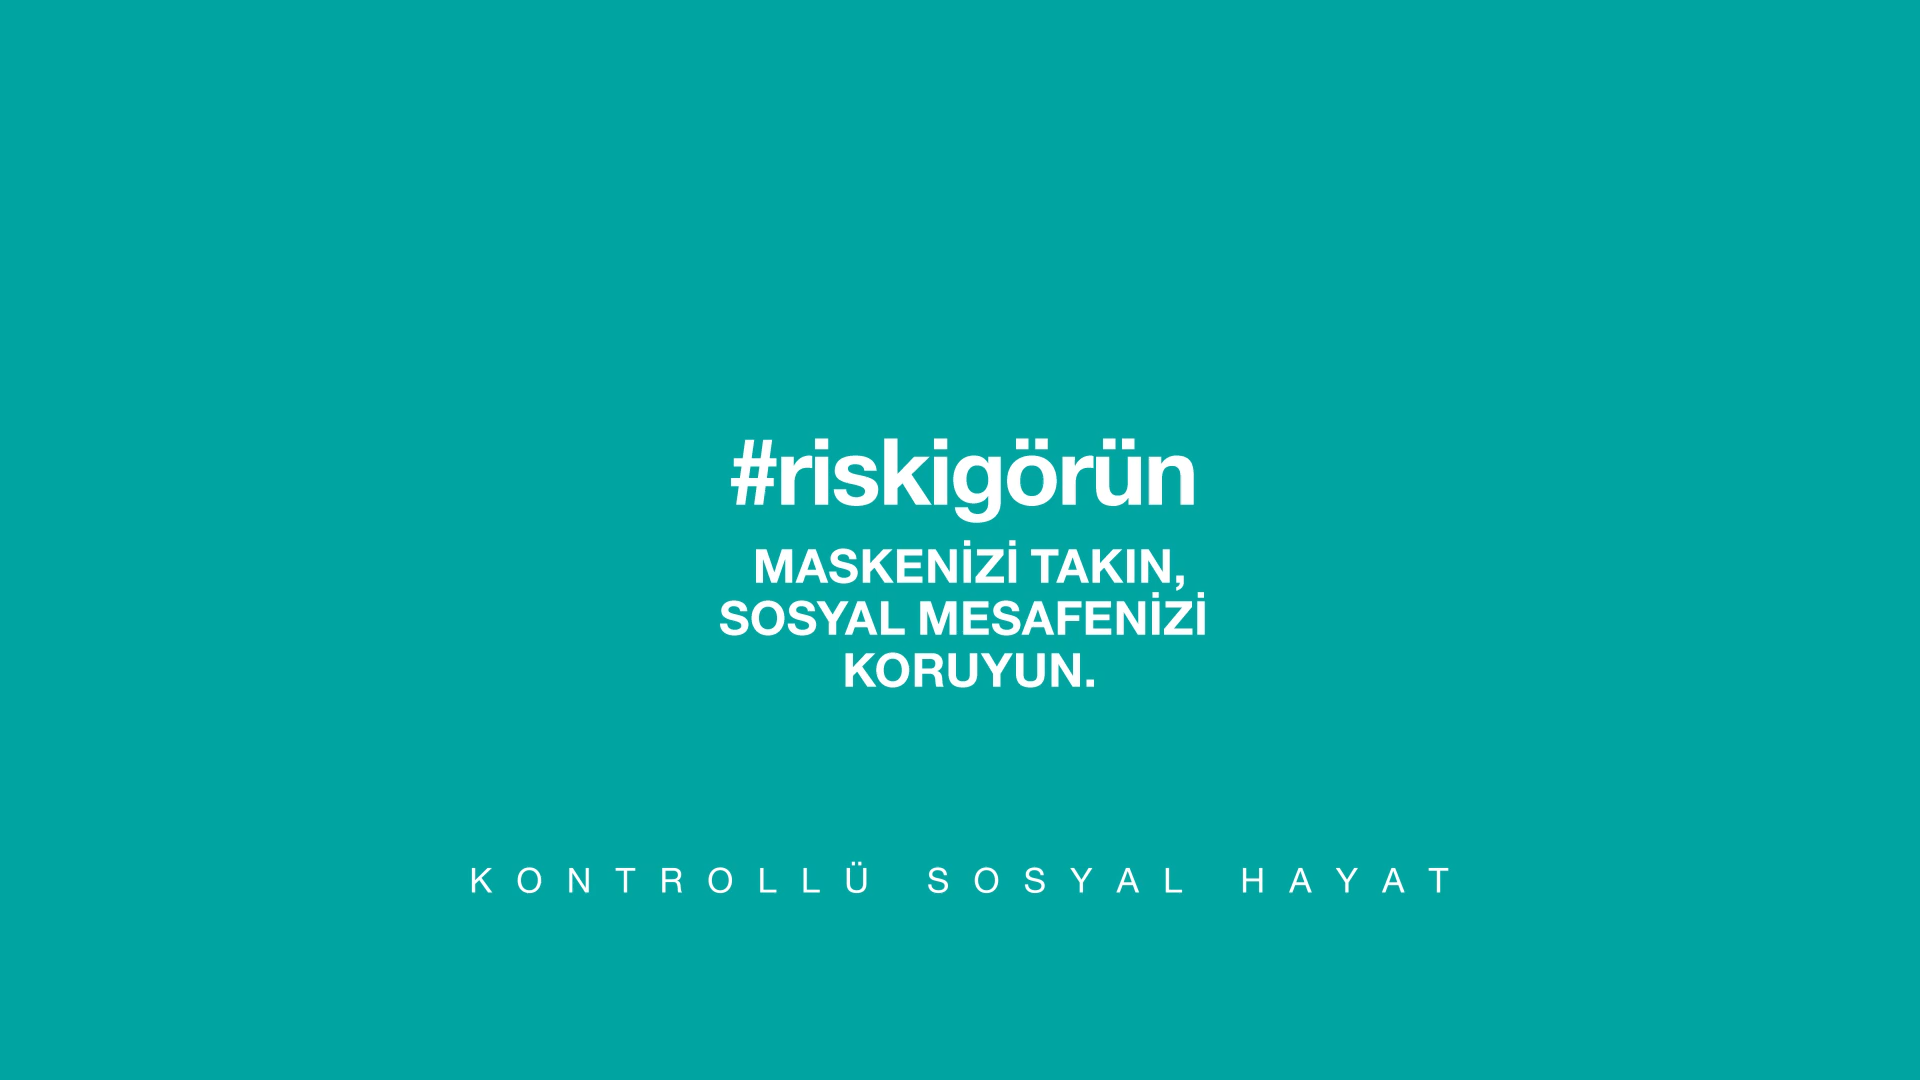 #riskigörün
MASKENİZİ TAKIN,
SOSYAL MESAFENİZİ
KORUYUN.
KONTROLLÜ SOSYAL HAYAT